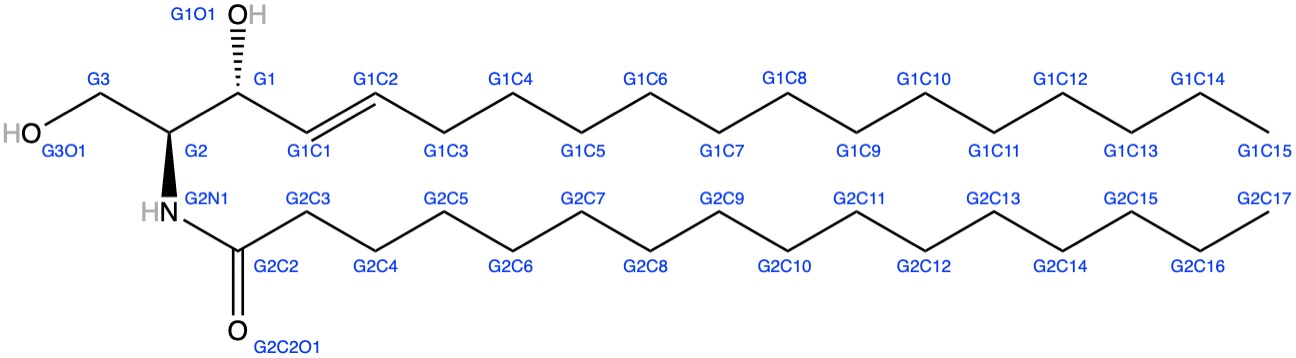 G1O1 OH
G3 G1 G1C2 G1C4 G1C6 G1C8 G1C10 G1C12 G1C14
HO
G3O1 G2 G1C1 G1C3 G1C5 G1C7 G1C9 G1C11 G1C13 G1C15
HN G2N1 G2C3 G2C5 G2C7 G2C9 G2C11 G2C13 G2C15 G2C17
G2C2 G2C4 G2C6 G2C8 G2C10 G2C12 G2C14 G2C16
O
G2C2O1